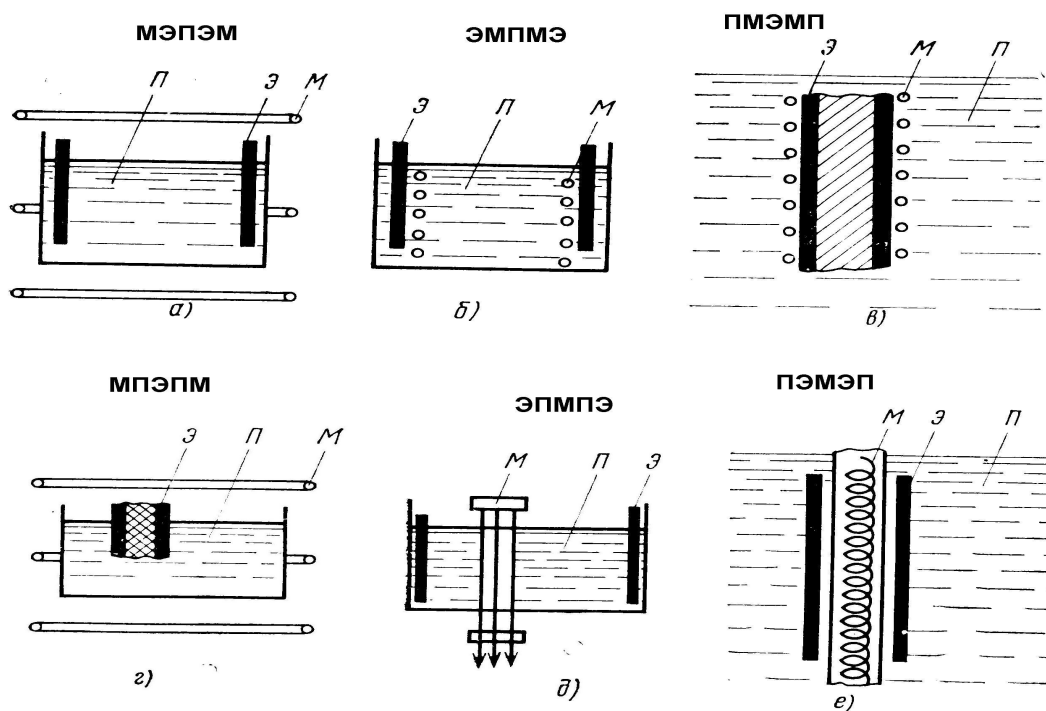 МЭПЭМ
ЭМПМЭ
ПМЭМП
П
Э
М
Э
П
М
Э
М
П
а)
б)
в)
МПЭПМ
ЭПМПЭ
ПЭМЭП
Э
П
М
М
П
Э
М
Э
П
г)
д)
е)